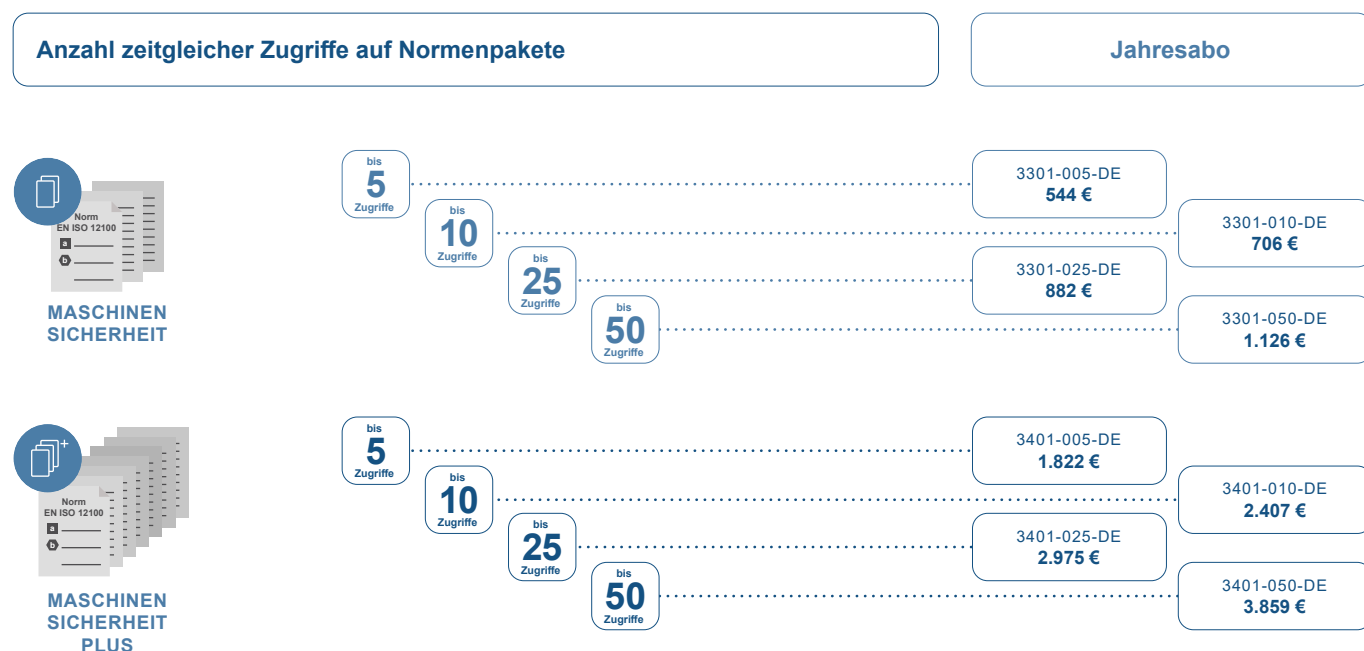 Anzahl zeitgleicher Zugriffe auf Normenpakete
Jahresabo
Norm
EN ISO 12100
a
b
MASCHINEN
SICHERHEIT
bis
5
Zugriffe
3301-005-DE
544 €
bis
10
Zugriffe
3301-010-DE
706 €
bis
25
Zugriffe
3301-025-DE
882 €
bis
50
Zugriffe
3301-050-DE
1.126 €
Norm
EN ISO 12100
a
b
MASCHINEN
SICHERHEIT
PLUS
bis
5
Zugriffe
3401-005-DE
1.822 €
bis
10
Zugriffe
3401-010-DE
2.407 €
bis
25
Zugriffe
3401-025-DE
2.975 €
bis
50
Zugriffe
3401-050-DE
3.859 €